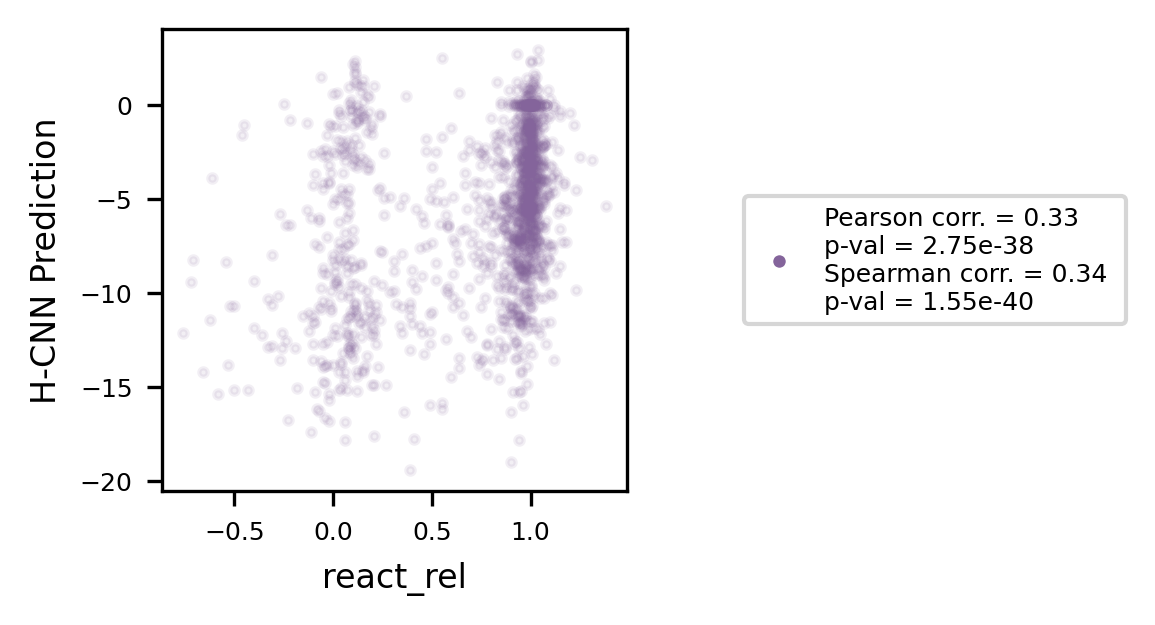 H-CNN Prediction
0
−5
−10
−15
−20
−0.5
0.0
0.5
1.0
react_rel
Pearson corr. = 0.33
p-val = 2.75e-38
Spearman corr. = 0.34
p-val = 1.55e-40